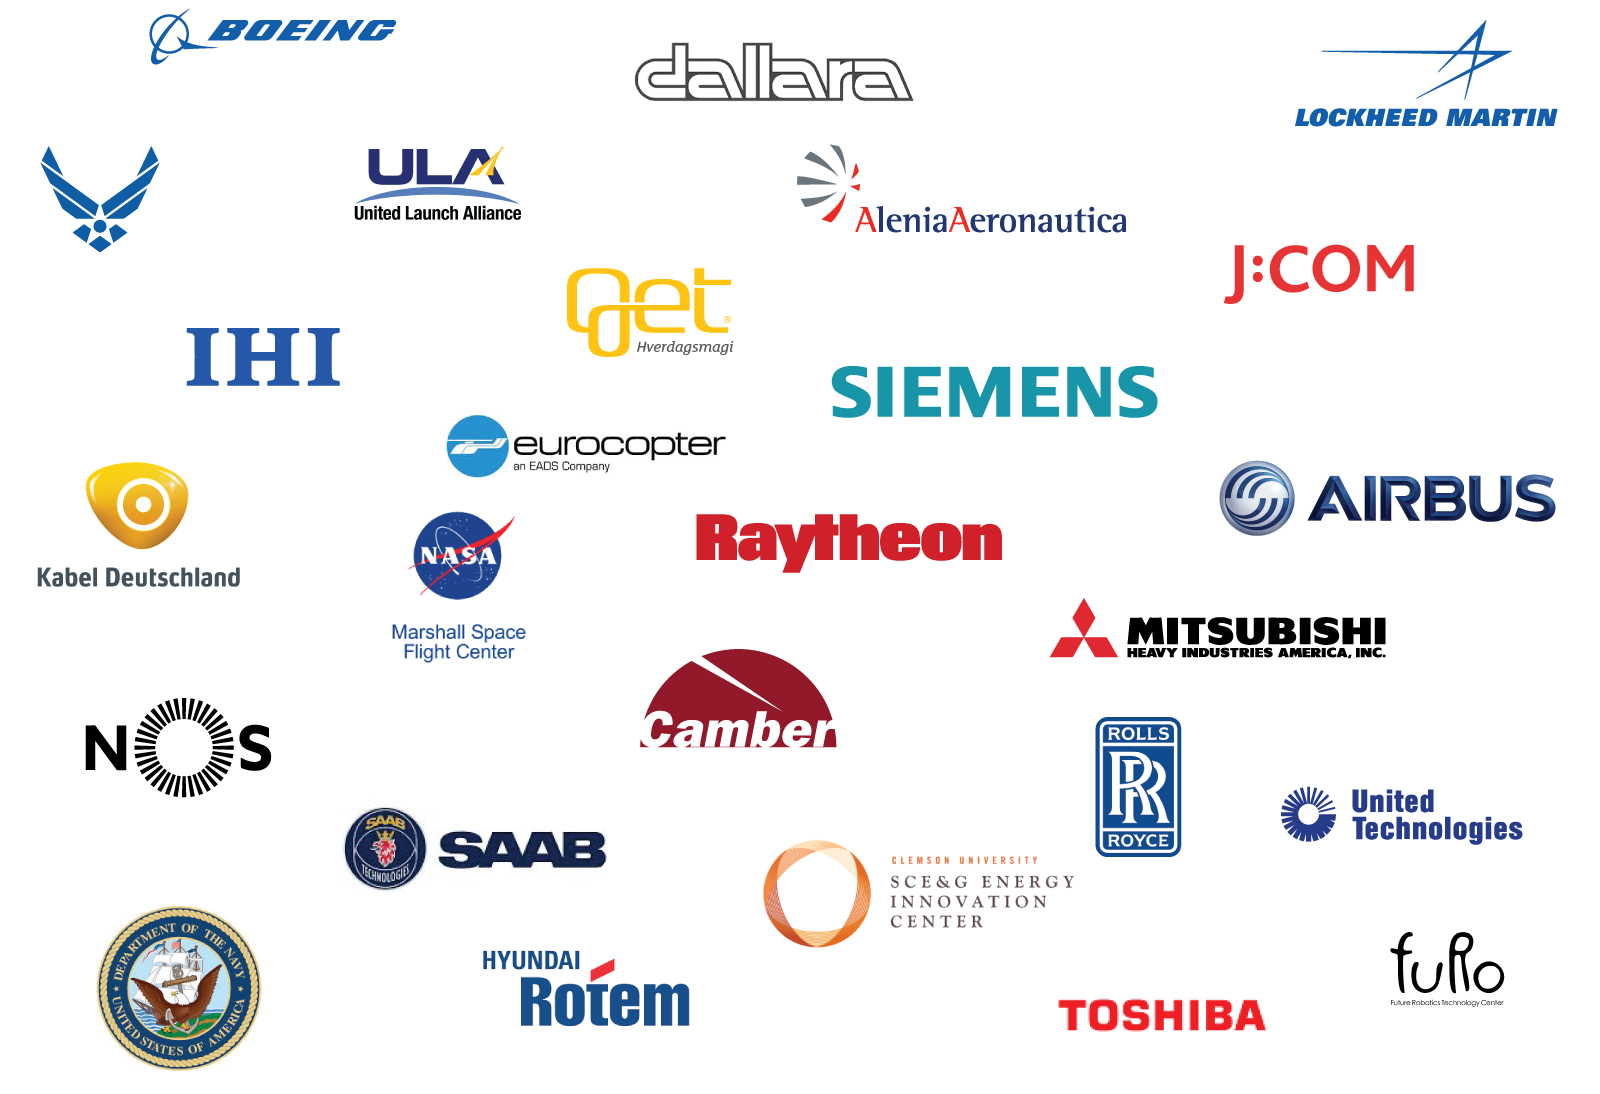 BOEING
dallara
LOCKHEED MARTIN
ULA
United Launch Alliance
AleniaAeronautica
J:COM
get
®
Hverdagsmagi
IHI
SIEMENS
eurocopter
an EADS Company
AIRBUS
Kabel Deutschland
NASA
Marshall Space
Flight Center
Raytheon
MITSUBISHI
HEAVY INDUSTRIES AMERICA, INC.
Camber
NOS
ROLLS
RR
ROYCE
United
Technologies
SAAB
TECHNOLOGIES
SAAB
CLEMSON UNIVERSITY
SCE&G ENERGY
INNOVATION
CENTER
DEPARTMENT OF THE NAVY
UNITED STATES OF AMERICA
HYUNDAI
Rotem
TOSHIBA
fuRo
Future Robotics Technology Center